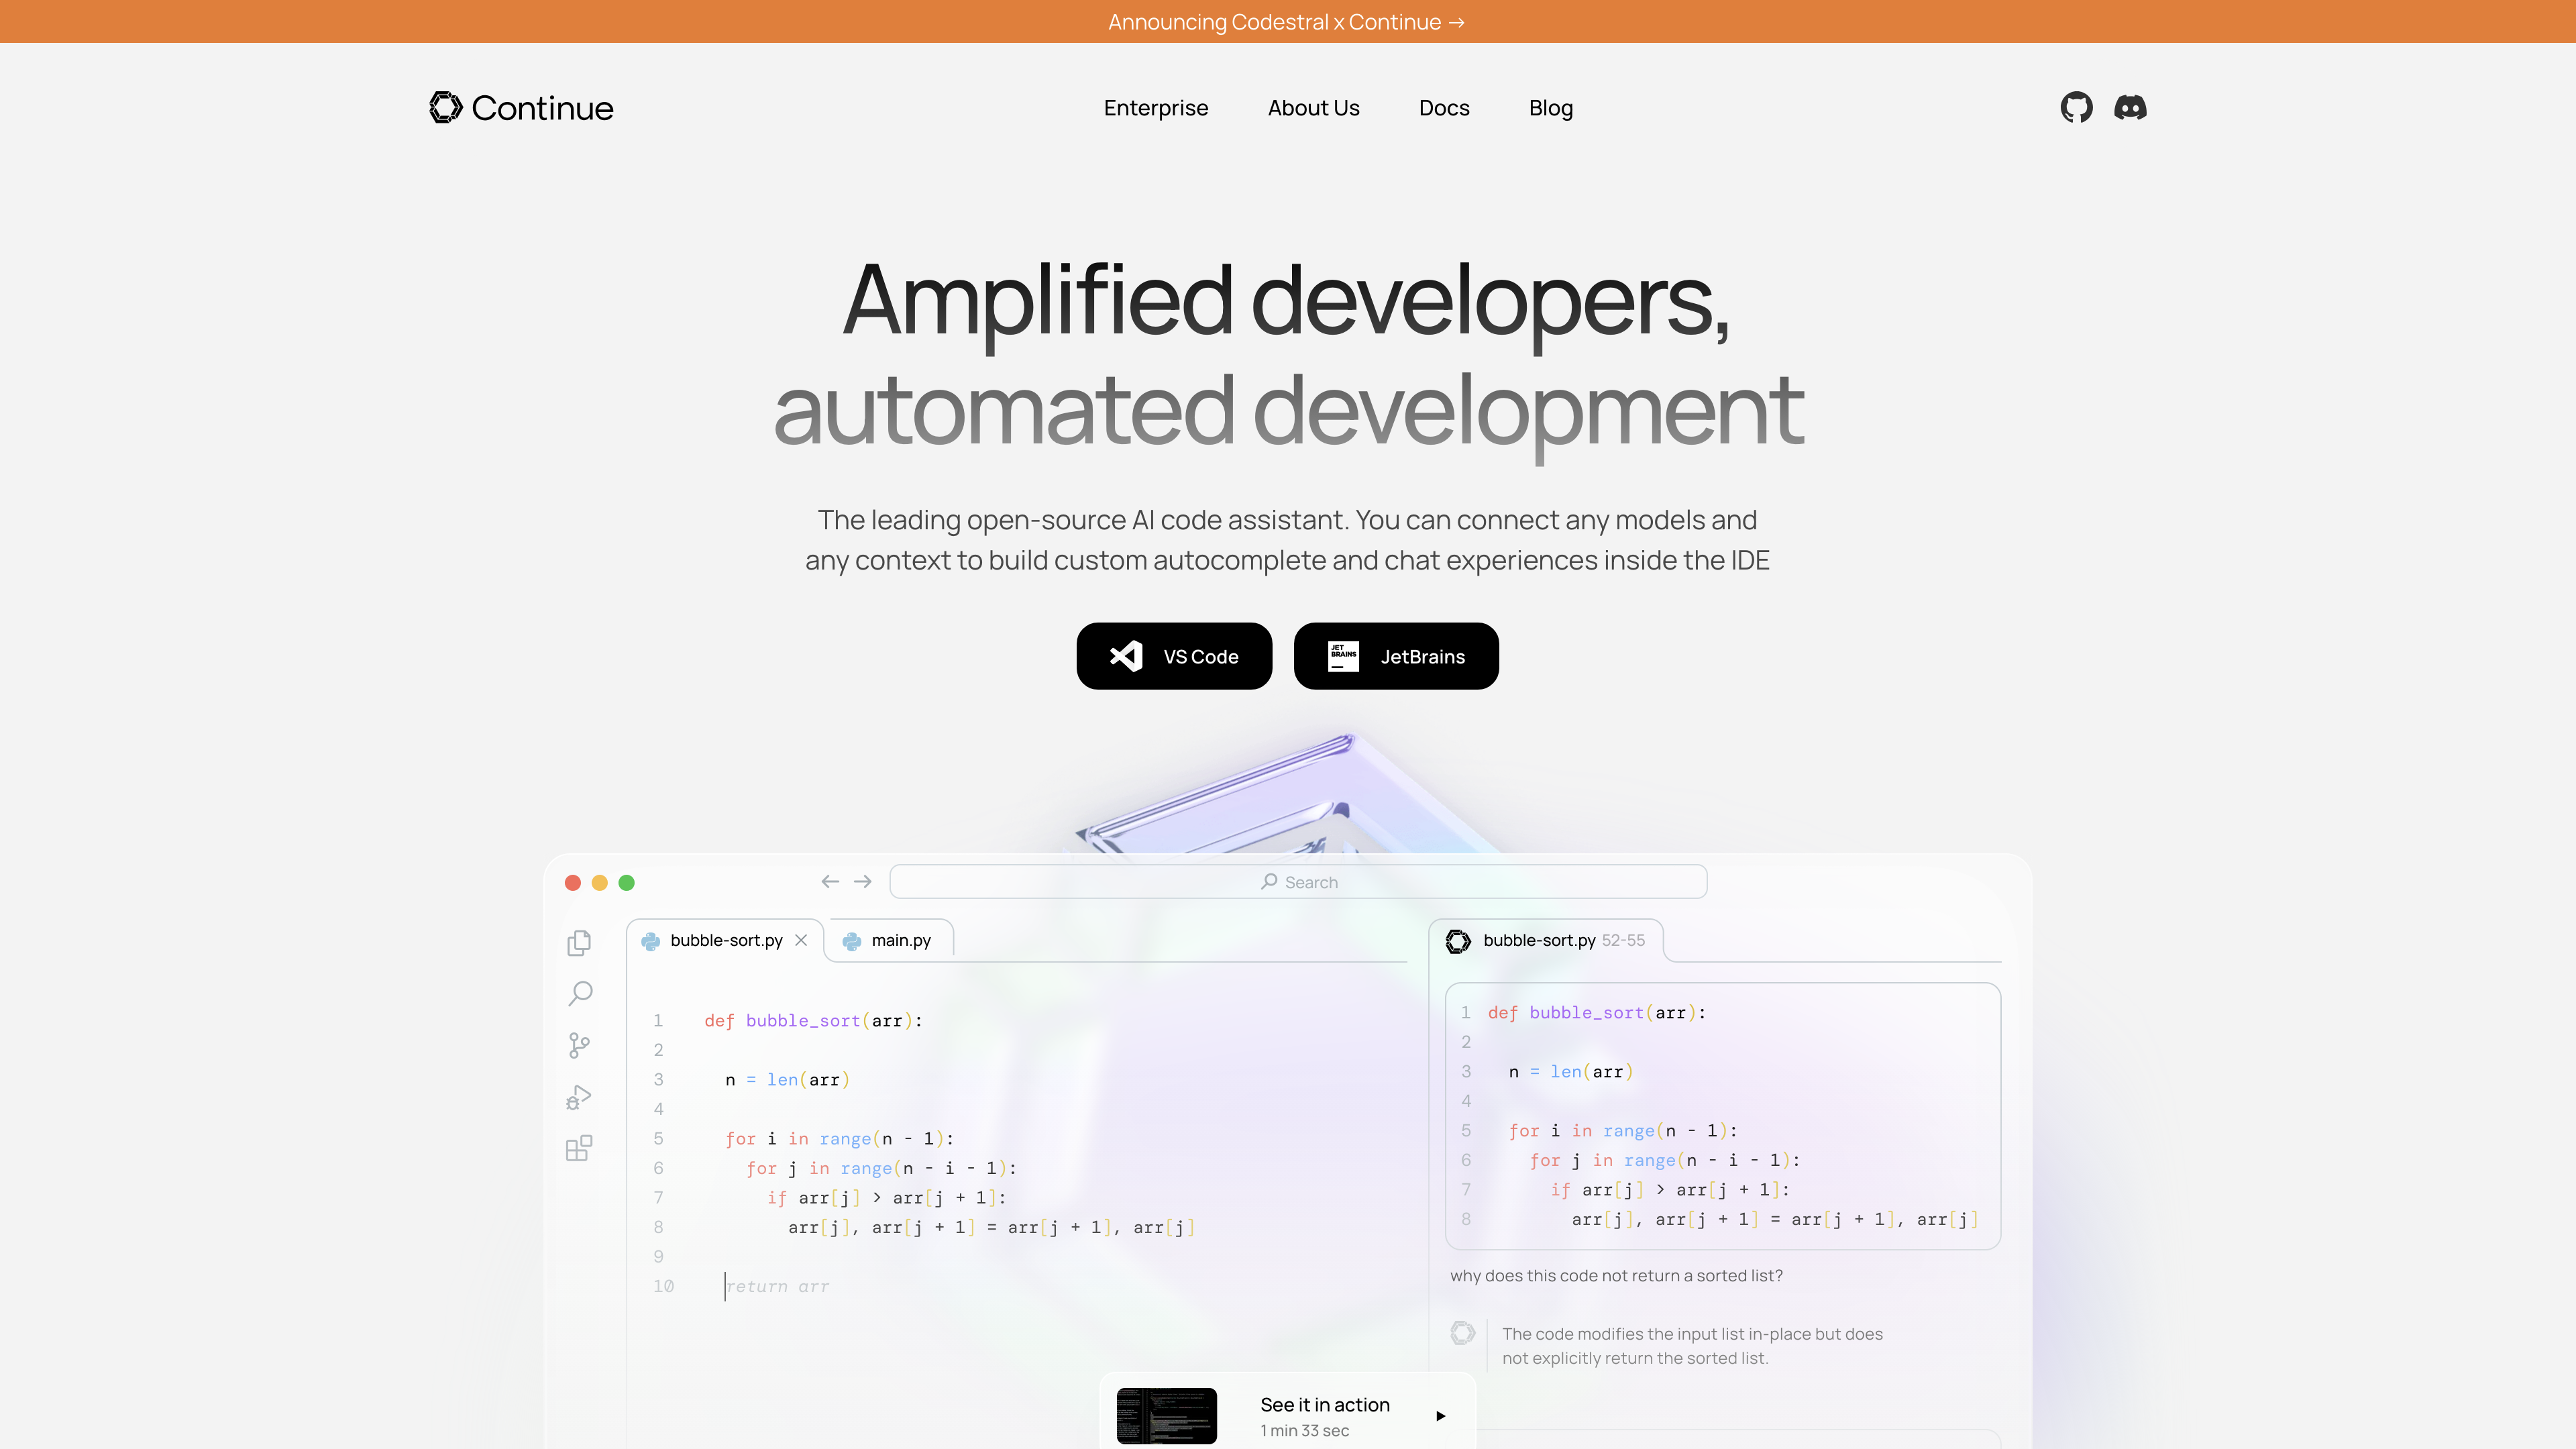 Announcing Codestral x Continue →
Continue
Enterprise
About Us
Docs
Blog
Amplified developers,
automated development
The leading open-source AI code assistant. You can connect any models and
any context to build custom autocomplete and chat experiences inside the IDE
VS Code
JET
BRAINS
JetBrains
Search
bubble-sort.py
main.py
1 def bubble_sort(arr):
2
3 n = len(arr)
4
5 for i in range(n - 1):
6 for j in range(n - i - 1):
7 if arr[j] > arr[j + 1]:
8 arr[j], arr[j + 1] = arr[j + 1], arr[j]
9
10 return arr
bubble-sort.py 52-55
1 def bubble_sort(arr):
2
3 n = len(arr)
4
5 for i in range(n - 1):
6 for j in range(n - i - 1):
7 if arr[j] > arr[j + 1]:
8 arr[j], arr[j + 1] = arr[j + 1], arr[j]
why does this code not return a sorted list?
The code modifies the input list in-place but does
not explicitly return the sorted list.
See it in action
1 min 33 sec